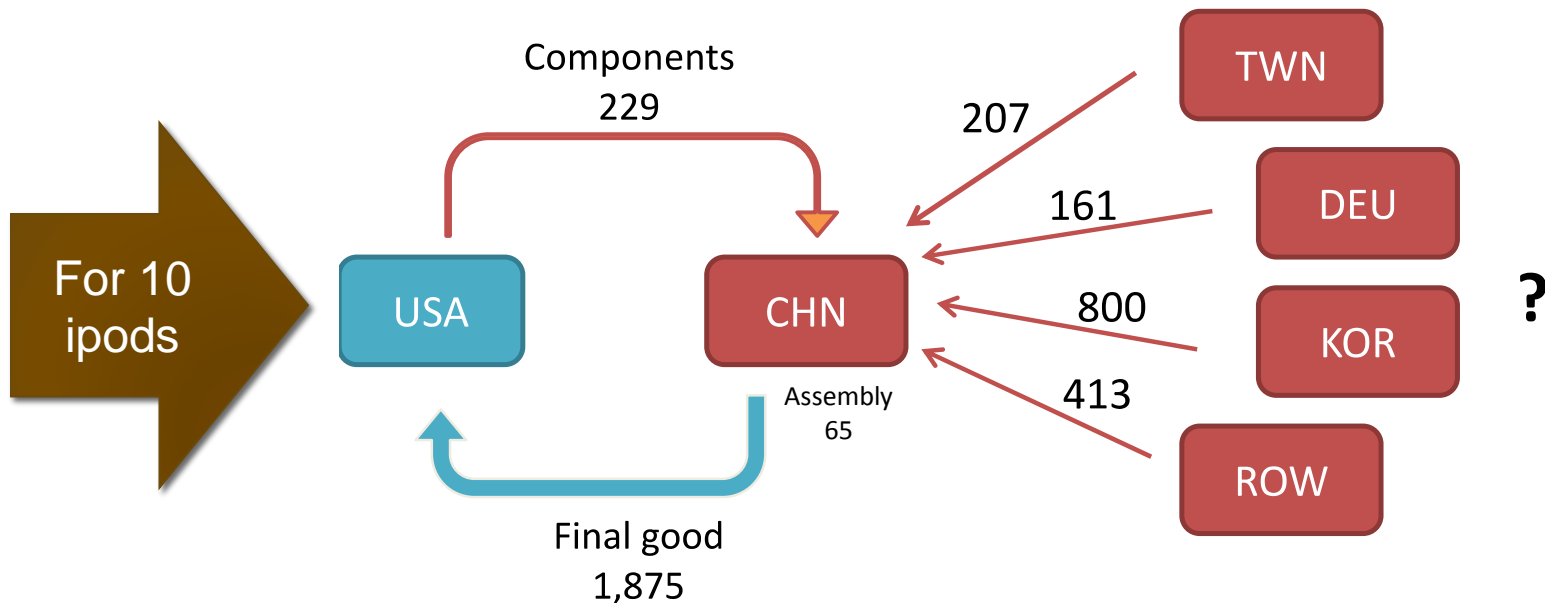 For 10
ipods
Components
229
USA
CHN
Assembly
65
Final good
1,875
207
161
800
413
TWN
DEU
KOR
ROW
?